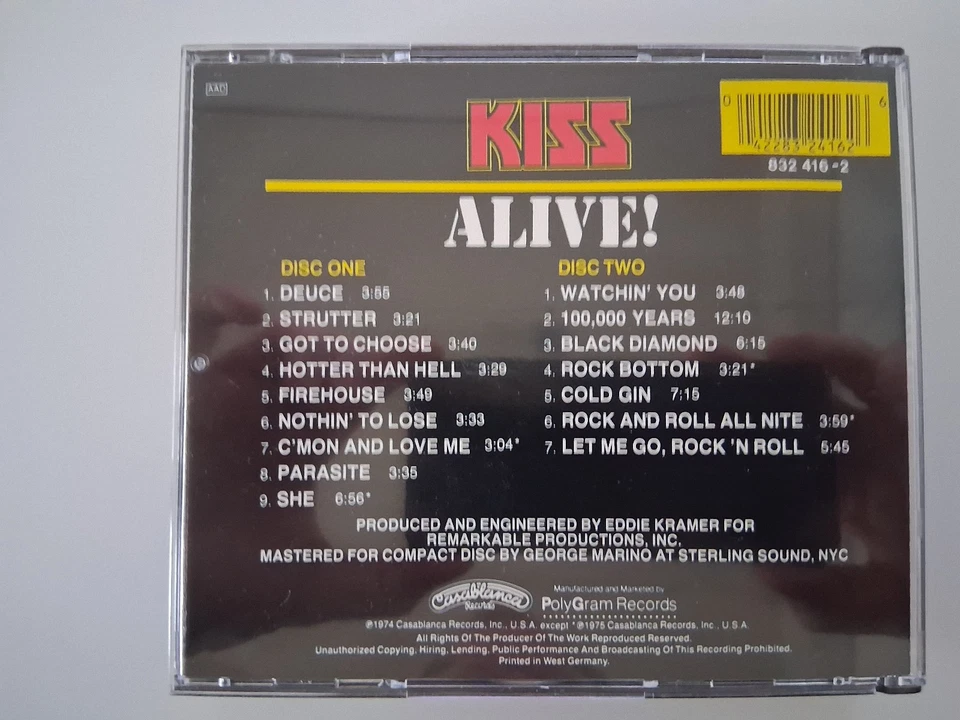 AAD
KISS
0 42283 24162 6
832 416-2
ALIVE!
DISC ONE
1. DEUCE 3:55
2. STRUTTER 3:21
3. GOT TO CHOOSE 3:40
4. HOTTER THAN HELL 3:29
5. FIREHOUSE 3:49
6. NOTHIN' TO LOSE 3:33
7. C'MON AND LOVE ME 3:04*
8. PARASITE 3:35
9. SHE 6:56*
DISC TWO
1. WATCHIN' YOU 3:48
2. 100,000 YEARS 12:10
3. BLACK DIAMOND 6:15
4. ROCK BOTTOM 3:21*
5. COLD GIN 7:15
6. ROCK AND ROLL ALL NITE 3:59*
7. LET ME GO, ROCK 'N ROLL 5:45
PRODUCED AND ENGINEERED BY EDDIE KRAMER FOR
REMARKABLE PRODUCTIONS, INC.
MASTERED FOR COMPACT DISC BY GEORGE MARINO AT STERLING SOUND, NYC
Casablanca
Records
Manufactured and Marketed by
PolyGram Records
℗1974 Casablanca Records, Inc., U.S.A. except *℗1975 Casablanca Records, Inc., U.S.A.
All Rights Of The Producer Of The Work Reproduced Reserved.
Unauthorized Copying, Hiring, Lending, Public Performance And Broadcasting Of This Recording Prohibited.
Printed in West Germany.